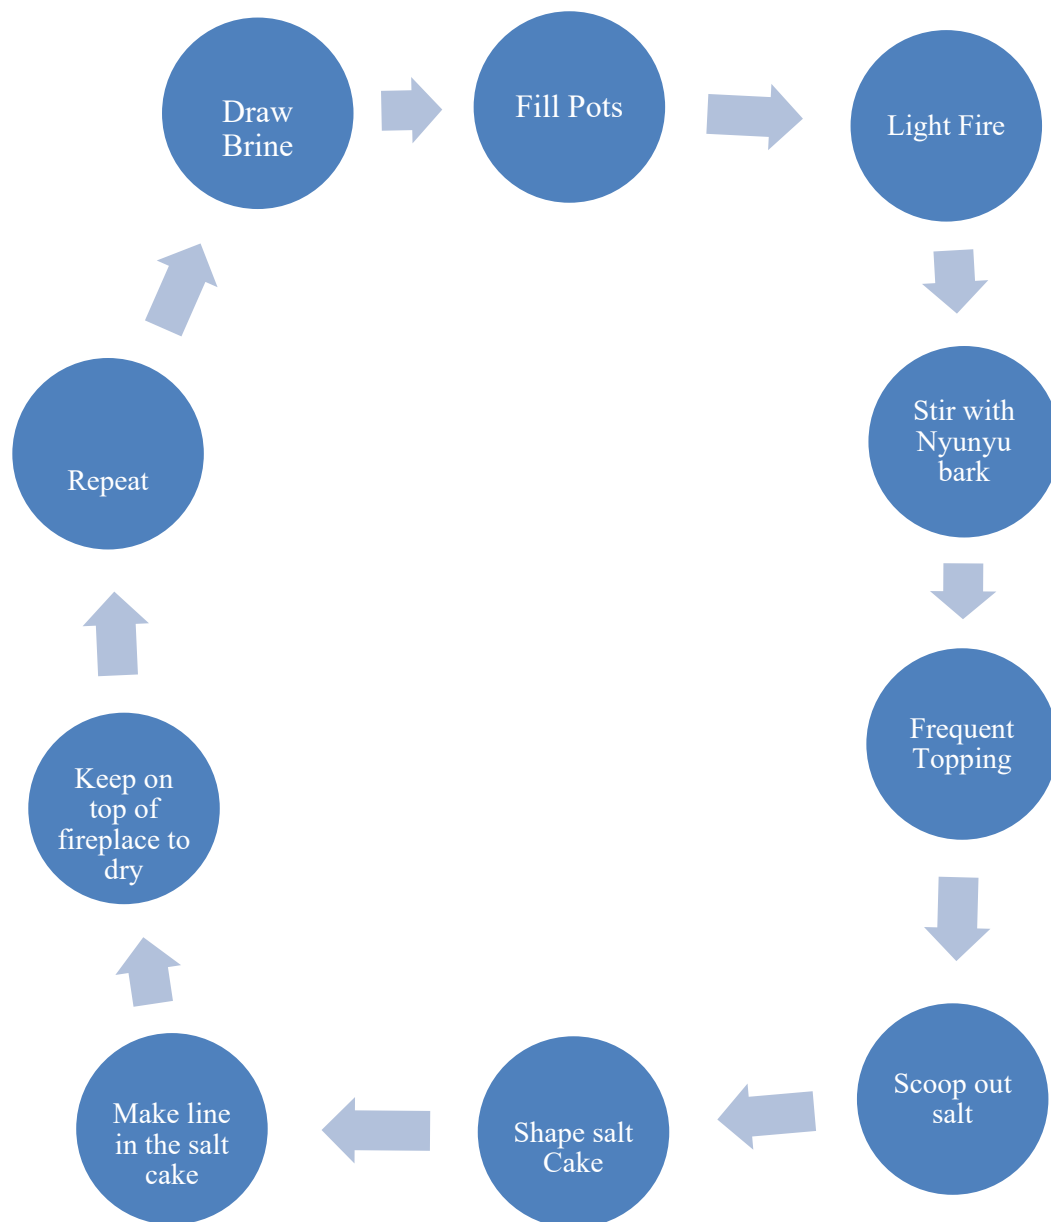 Draw
Brine
Fill Pots
Light Fire
Stir with
Nyunyu
bark
Frequent
Topping
Scoop out
salt
Shape salt
Cake
Make line
in the salt
cake
Keep on
top of
fireplace to
dry
Repeat